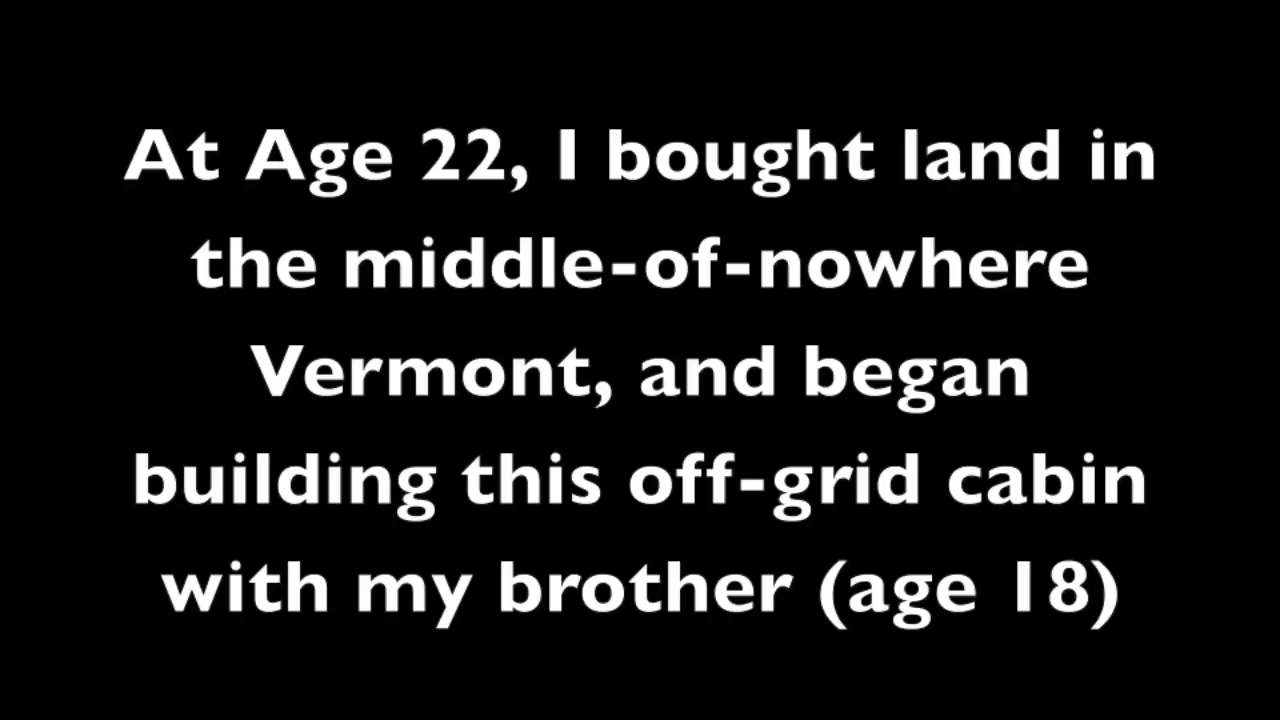 At Age 22, I bought land in
the middle-of-nowhere
Vermont, and began
building this off-grid cabin
with my brother (age 18)